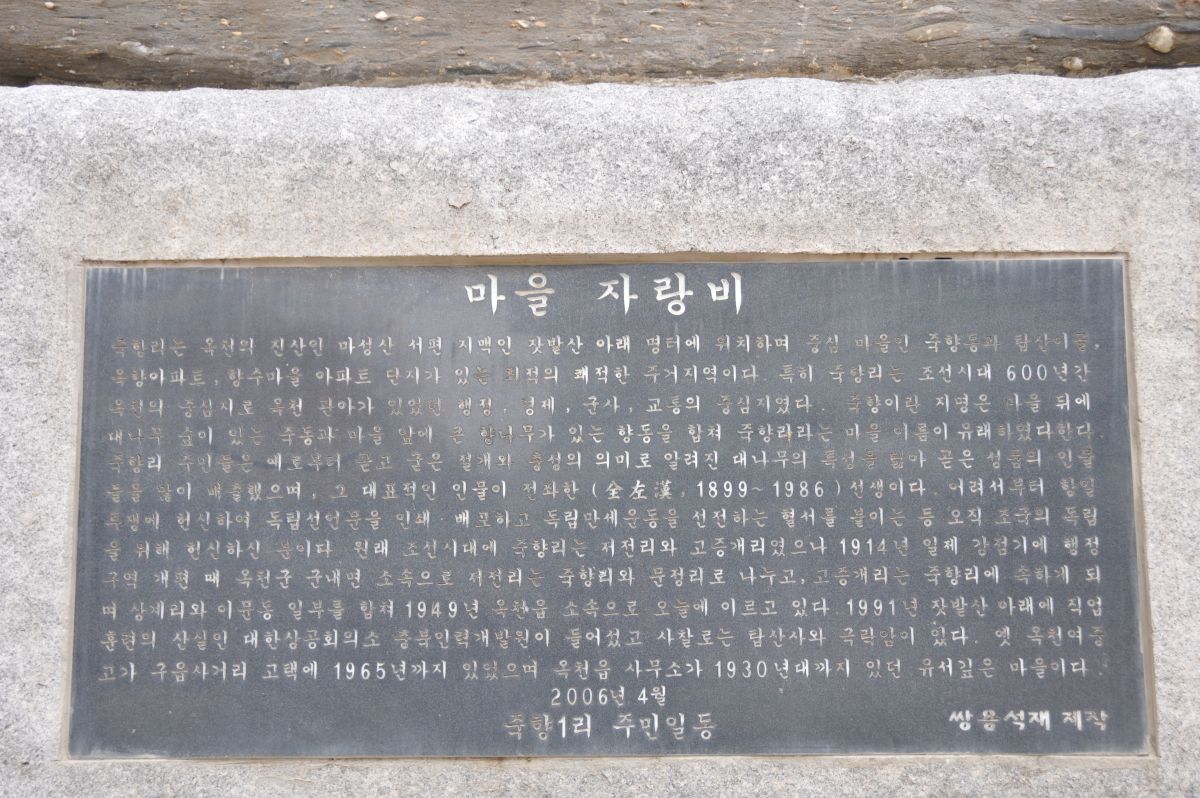 마을 자랑비
죽향리는 옥천의 진산인 마성산 서편 지맥인 잣밭산 아래 명터에 위치하며 중심 마을인 죽향동과 탑산이를,
옥향아파트, 향수마을 아파트 단지가 있는 최적의 쾌적한 주거지역이다. 특히 죽향리는 조선시대 600년간
옥천의 중심지로 옥천 관아가 있었던 행정, 경제, 군사, 교통의 중심지였다. 죽향이란 지명은 마을 뒤에
대나무 숲이 있는 죽동과 마을 앞에 큰 향나무가 있는 향동을 합쳐 죽향리라는 마을 이름이 유래하였다한다.
죽향리 주민들은 예로부터 굳고 굵은 절개와 충성의 의미로 알려진 대나무의 특성을 닮아 곧은 성품의 인물
들을 많이 배출했으며, 그 대표적인 인물이 전좌한 (全左漢, 1899~1986) 선생이다. 어려서부터 항일
투쟁에 헌신하여 독립선언문을 인쇄·배포하고 독립만세운동을 선전하는 혈서를 붙이는 등 오직 조국의 독립
을 위해 헌신하신 분이다. 원래 조선시대에 죽향리는 저전리와 고증개리였으나 1914년 일제 강점기에 행정
구역 개편 때 옥천군 군내면 소속으로 저전리는 죽향리와 문정리로 나누고, 고증개리는 죽향리에 속하게 되
며 상계리와 이문동 일부를 합쳐 1949년 옥천읍 소속으로 오늘에 이르고 있다. 1991년 잣밭산 아래에 직업
훈련의 산실인 대한상공회의소 충북인력개발원이 들어섰고 사찰로는 탑산사와 극락암이 있다. 옛 옥천여중
고가 구읍사거리 고택에 1965년까지 있었으며 옥천읍 사무소가 1930년대까지 있던 유서깊은 마을이다.
2006년 4월
죽향1리 주민일동
쌍용석재 제작